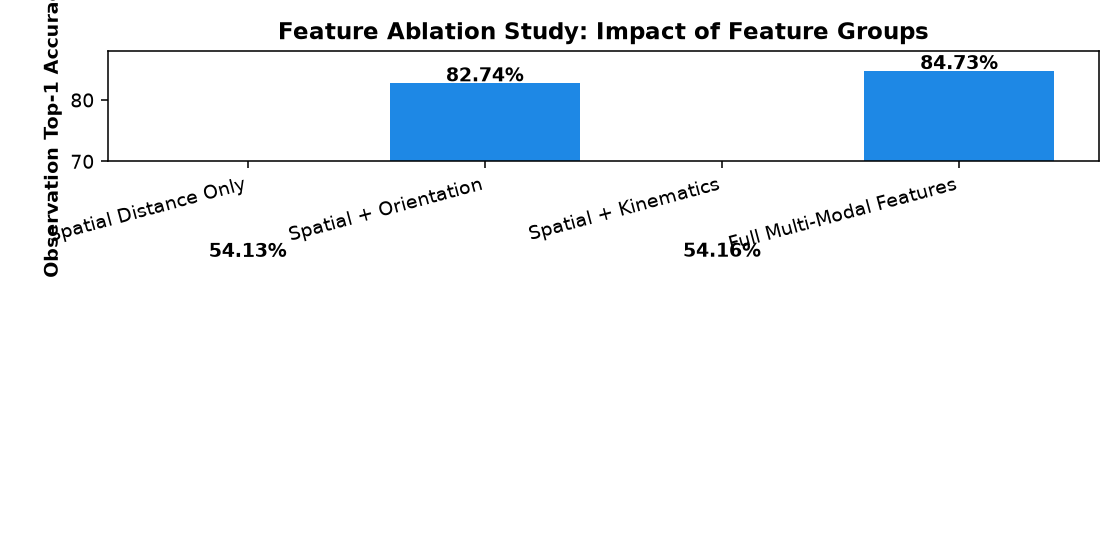 Feature Ablation Study: Impact of Feature Groups
Observation Top-1
80
70
82.74%
84.73%
Spatial Distance Only
Spatial + Orientation
Spatial + Kinematics
Full Multi-Modal Features
54.13%
54.16%